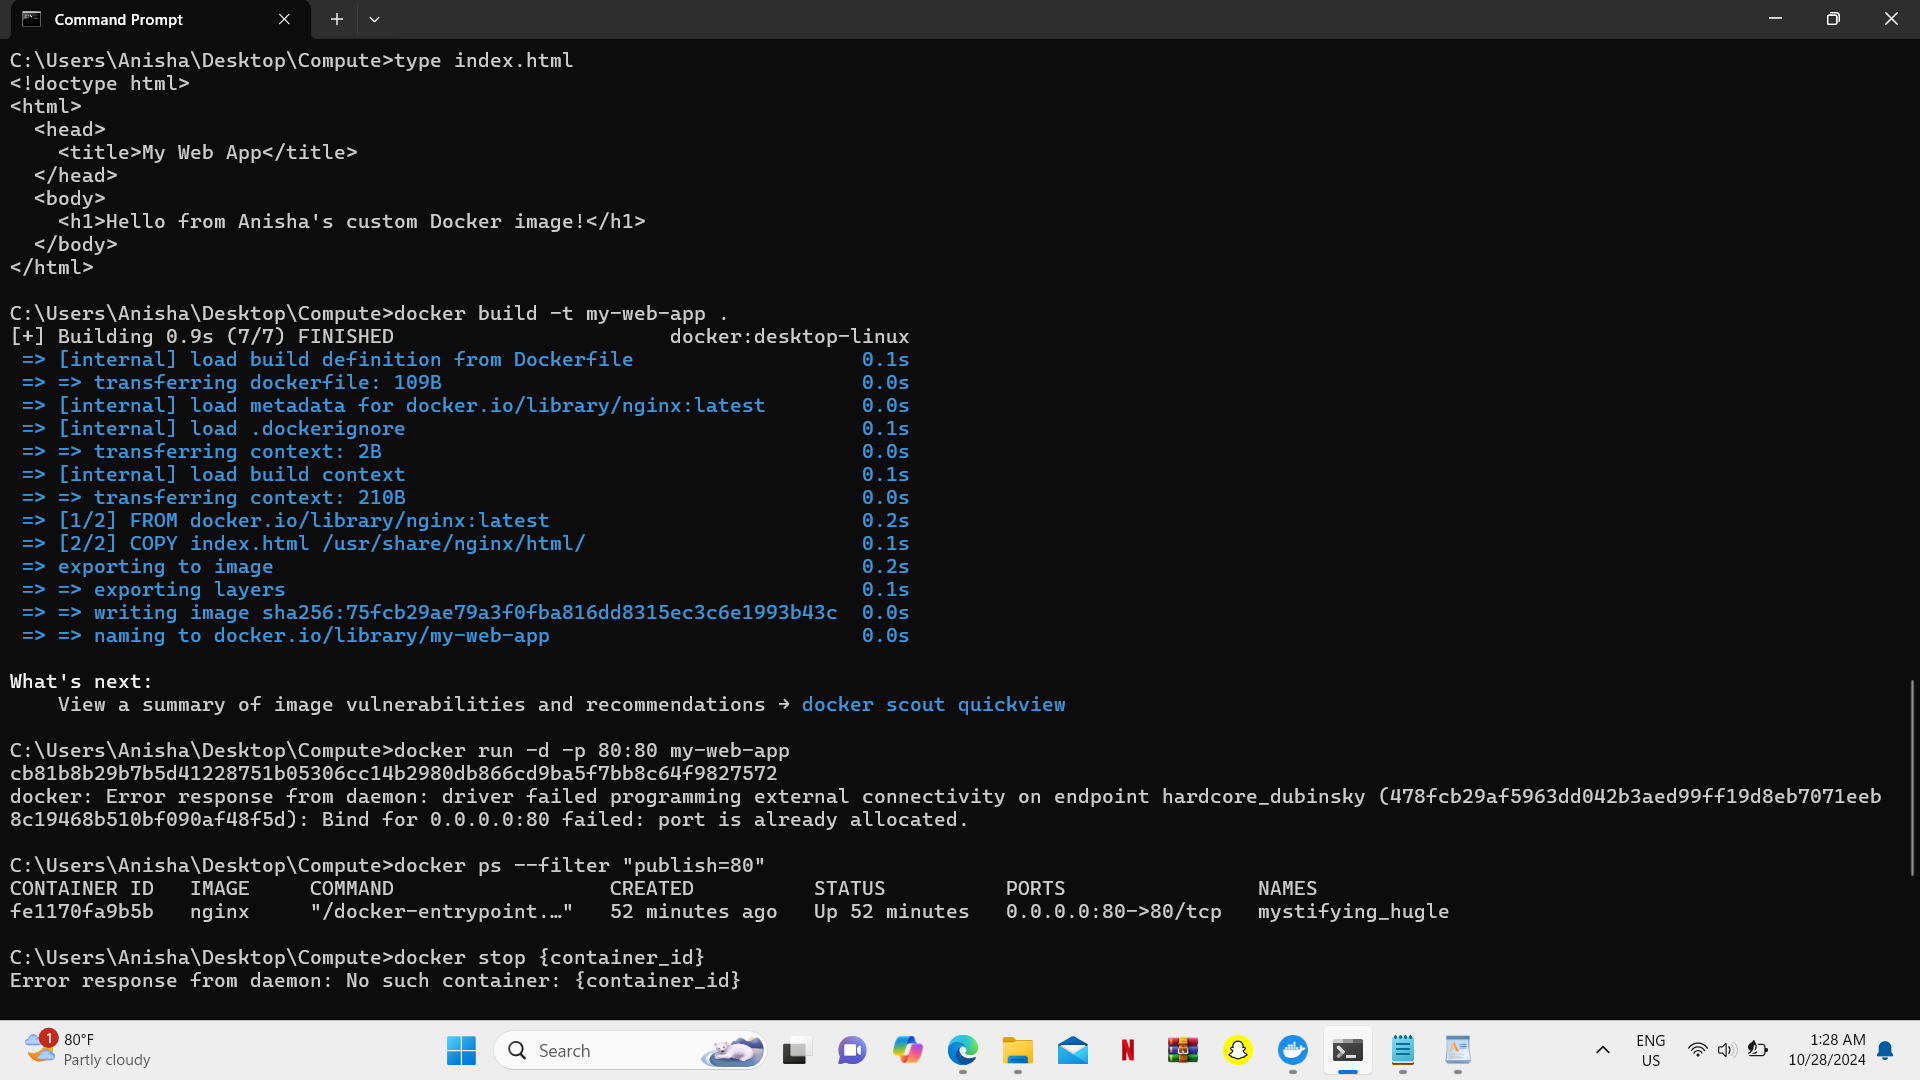 Command Prompt
C:\Users\Anisha\Desktop\Compute>type index.html
<!doctype html>
<html>
  <head>
    <title>My Web App</title>
  </head>
  <body>
    <h1>Hello from Anisha's custom Docker image!</h1>
  </body>
</html>
C:\Users\Anisha\Desktop\Compute>docker build -t my-web-app .
[+] Building 0.9s (7/7) FINISHED                       docker:desktop-linux
 => [internal] load build definition from Dockerfile                   0.1s
 => => transferring dockerfile: 109B                                   0.0s
 => [internal] load metadata for docker.io/library/nginx:latest        0.0s
 => [internal] load .dockerignore                                      0.1s
 => => transferring context: 2B                                        0.0s
 => [internal] load build context                                      0.1s
 => => transferring context: 210B                                      0.0s
 => [1/2] FROM docker.io/library/nginx:latest                          0.2s
 => [2/2] COPY index.html /usr/share/nginx/html/                       0.1s
 => exporting to image                                                 0.2s
 => => exporting layers                                                0.1s
 => => writing image sha256:75fcb29ae79a3f0fba816dd8315ec3c6e1993b43c  0.0s
 => => naming to docker.io/library/my-web-app                          0.0s
What's next:
    View a summary of image vulnerabilities and recommendations → docker scout quickview
C:\Users\Anisha\Desktop\Compute>docker run -d -p 80:80 my-web-app
cb81b8b29b7b5d41228751b05306cc14b2980db866cd9ba5f7bb8c64f9827572
docker: Error response from daemon: driver failed programming external connectivity on endpoint hardcore_dubinsky (478fcb29af5963dd042b3aed99ff19d8eb7071eeb
8c19468b510bf090af48f5d): Bind for 0.0.0.0:80 failed: port is already allocated.
C:\Users\Anisha\Desktop\Compute>docker ps --filter "publish=80"
CONTAINER ID   IMAGE     COMMAND                  CREATED          STATUS          PORTS                NAMES
fe1170fa9b5b   nginx     "/docker-entrypoint.…"   52 minutes ago   Up 52 minutes   0.0.0.0:80->80/tcp   mystifying_hugle
C:\Users\Anisha\Desktop\Compute>docker stop {container_id}
Error response from daemon: No such container: {container_id}
1
80°F
Partly cloudy
Search
N
ENG
US
1:28 AM
10/28/2024